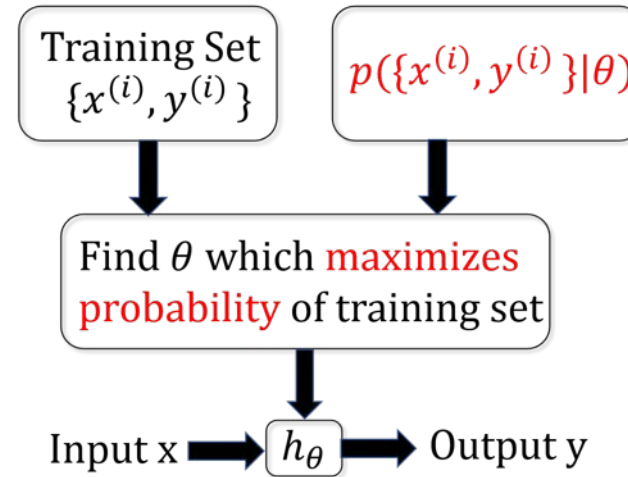 Training Set
{x^(i), y^(i) }
p({x^(i), y^(i) }|θ)
Find θ which maximizes
probability of training set
Input x
h_θ
Output y